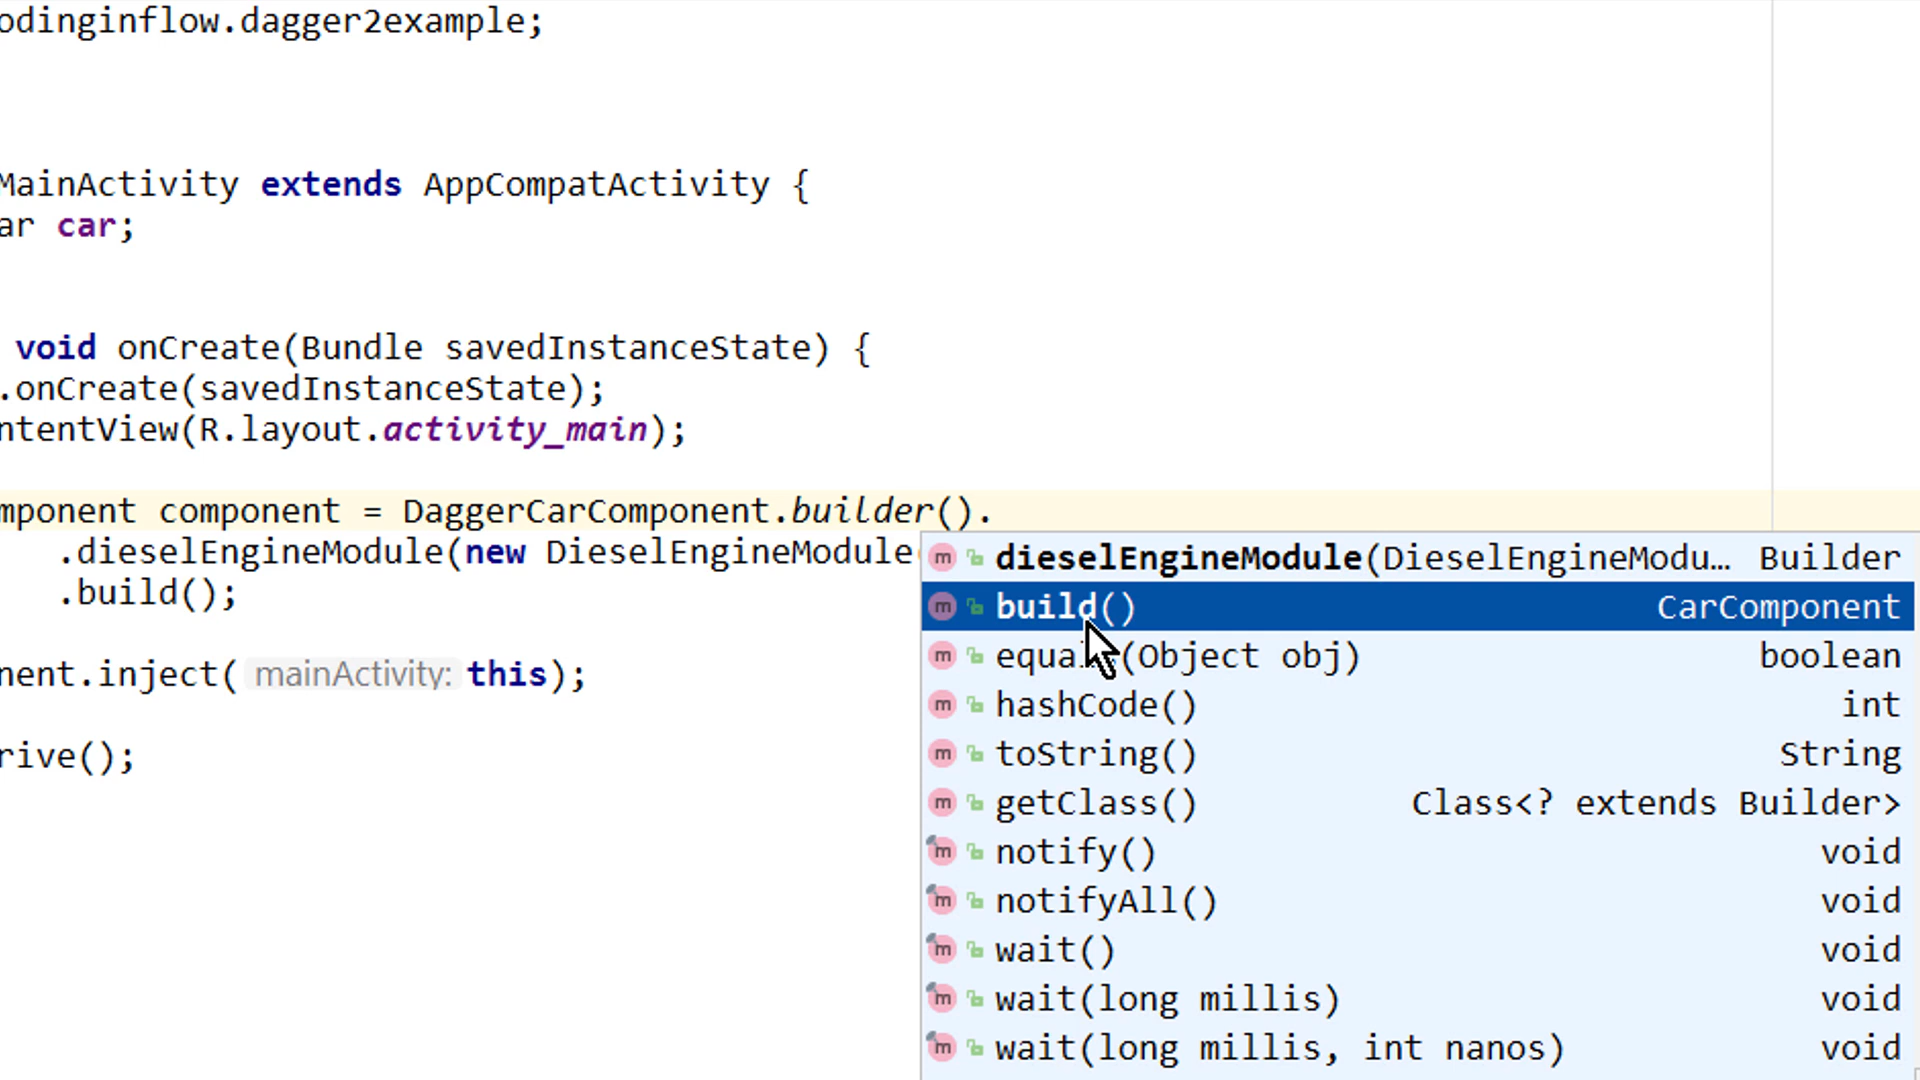 odinginflow.dagger2example;
MainActivity extends AppCompatActivity {
ar car;
void onCreate(Bundle savedInstanceState) {
.onCreate(savedInstanceState);
ntentView(R.layout.activity_main);
mponent component = DaggerCarComponent.builder().
.dieselEngineModule(new DieselEngineModule
.build();
nent.inject( mainActivity: this);
rive();
m dieselEngineModule(DieselEngineModu… Builder
m build() CarComponent
m (Object obj) boolean
m hashCode() int
m toString() String
m getClass() Class<? extends Builder>
m notify() void
m notifyAll() void
m wait() void
m wait(long millis) void
m wait(long millis, int nanos) void